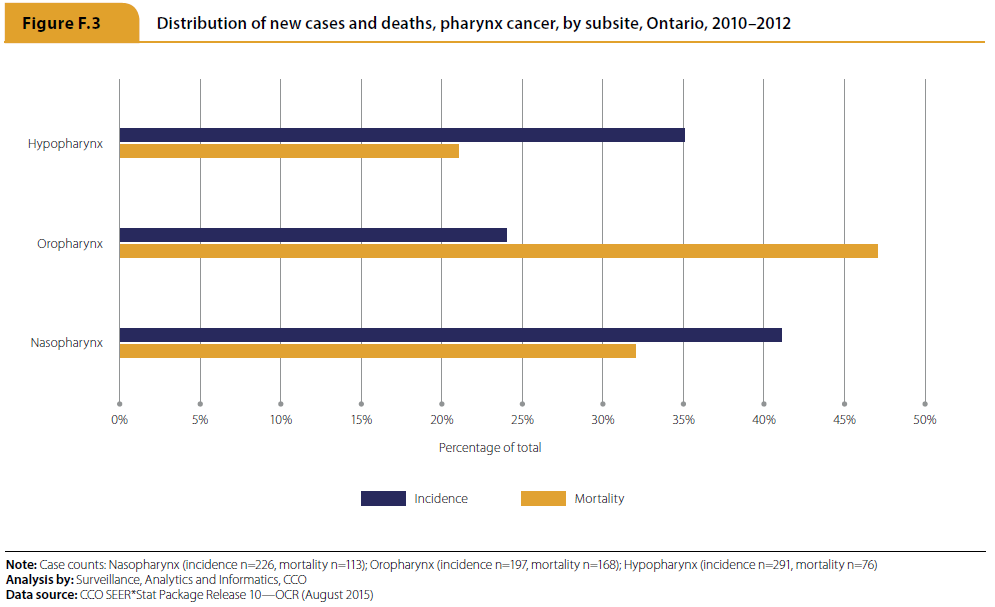 Figure F.3
Distribution of new cases and deaths, pharynx cancer, by subsite, Ontario, 2010–2012
Hypopharynx
Oropharynx
Nasopharynx
0% 5% 10% 15% 20% 25% 30% 35% 40% 45% 50%
Percentage of total
Incidence Mortality
Note: Case counts: Nasopharynx (incidence n=226, mortality n=113); Oropharynx (incidence n=197, mortality n=168); Hypopharynx (incidence n=291, mortality n=76)
Analysis by: Surveillance, Analytics and Informatics, CCO
Data source: CCO SEER*Stat Package Release 10—OCR (August 2015)